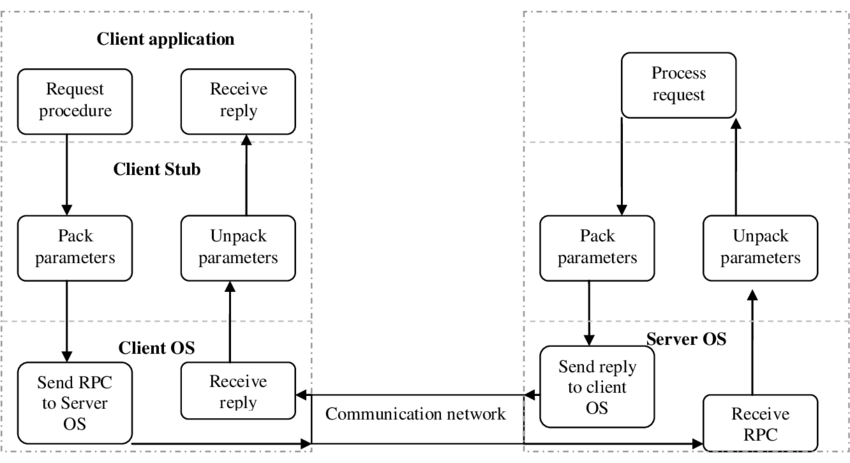 Client application
Request
procedure
Receive
reply
Process
request
Client Stub
Pack
parameters
Unpack
parameters
Pack
parameters
Unpack
parameters
Client OS
Server OS
Send RPC
to Server
OS
Receive
reply
Communication network
Send reply
to client
OS
Receive
RPC